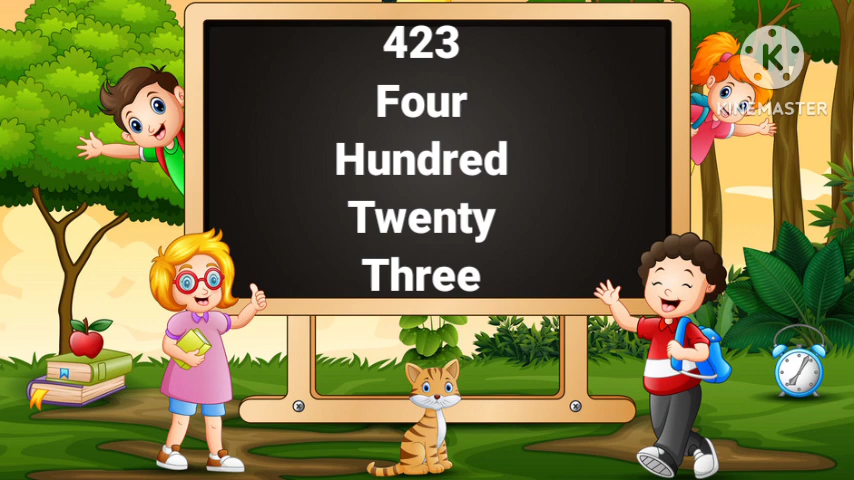 423
Four
Hundred
Twenty
Three
K
KINEMASTER